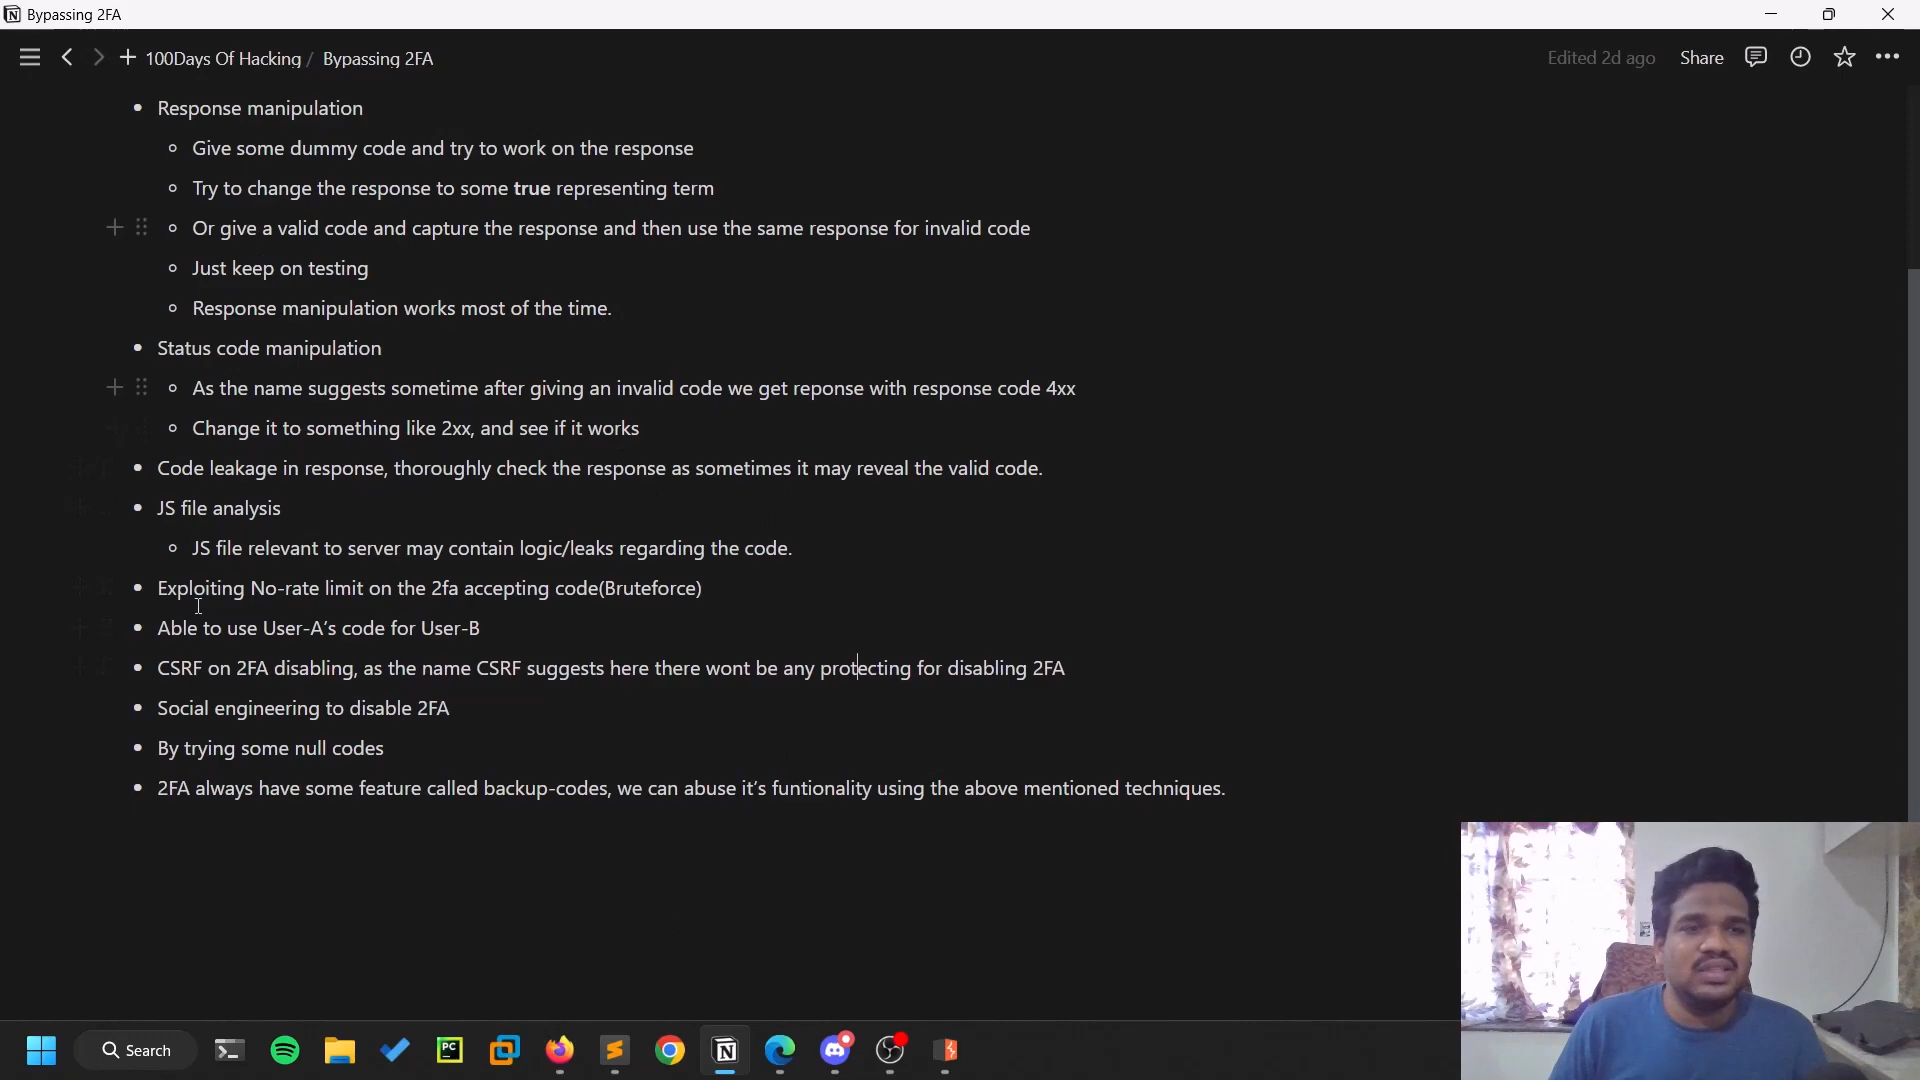 Bypassing 2FA
100Days Of Hacking / Bypassing 2FA
Edited 2d ago
Share
Response manipulation
Give some dummy code and try to work on the response
Try to change the response to some true representing term
Or give a valid code and capture the response and then use the same response for invalid code
Just keep on testing
Response manipulation works most of the time.
Status code manipulation
As the name suggests sometime after giving an invalid code we get reponse with response code 4xx
Change it to something like 2xx, and see if it works
Code leakage in response, thoroughly check the response as sometimes it may reveal the valid code.
JS file analysis
JS file relevant to server may contain logic/leaks regarding the code.
Exploiting No-rate limit on the 2fa accepting code(Bruteforce)
Able to use User-A’s code for User-B
CSRF on 2FA disabling, as the name CSRF suggests here there wont be any protecting for disabling 2FA
Social engineering to disable 2FA
By trying some null codes
2FA always have some feature called backup-codes, we can abuse it’s funtionality using the above mentioned techniques.
Search
PC